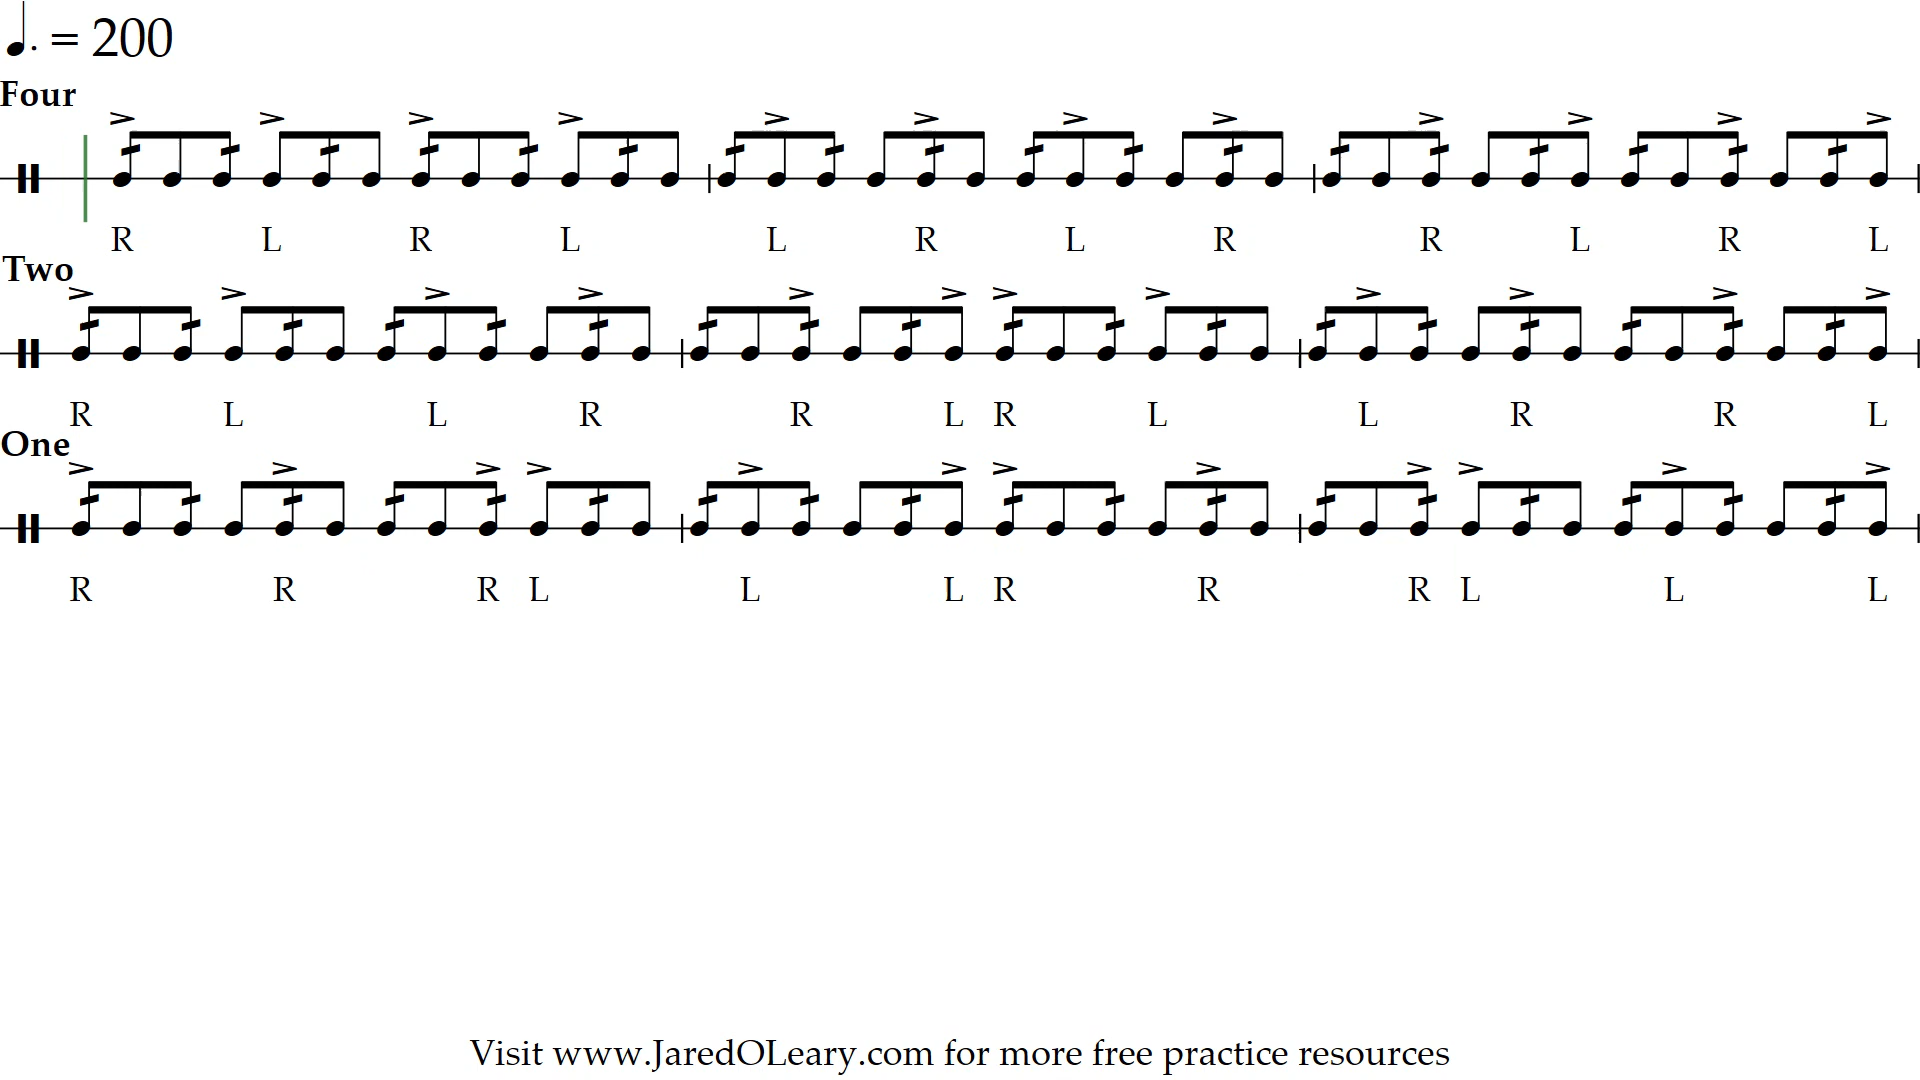 = 200
Four
R L R L L R L R R L R L
Two
R L L R R L R L L R R L
One
R R R L L L R R R L L L
Visit www.JaredOLeary.com for more free practice resources